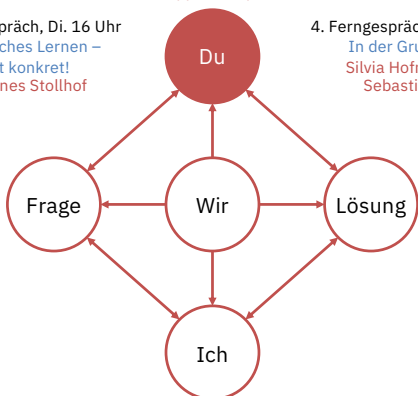 präch, Di. 16 Uhr
ches Lernen –
t konkret!
nes Stollhof
4. Ferngespräc
In der Gru
Silvia Hofr
Sebasti
Du
Frage
Wir
Lösung
Ich